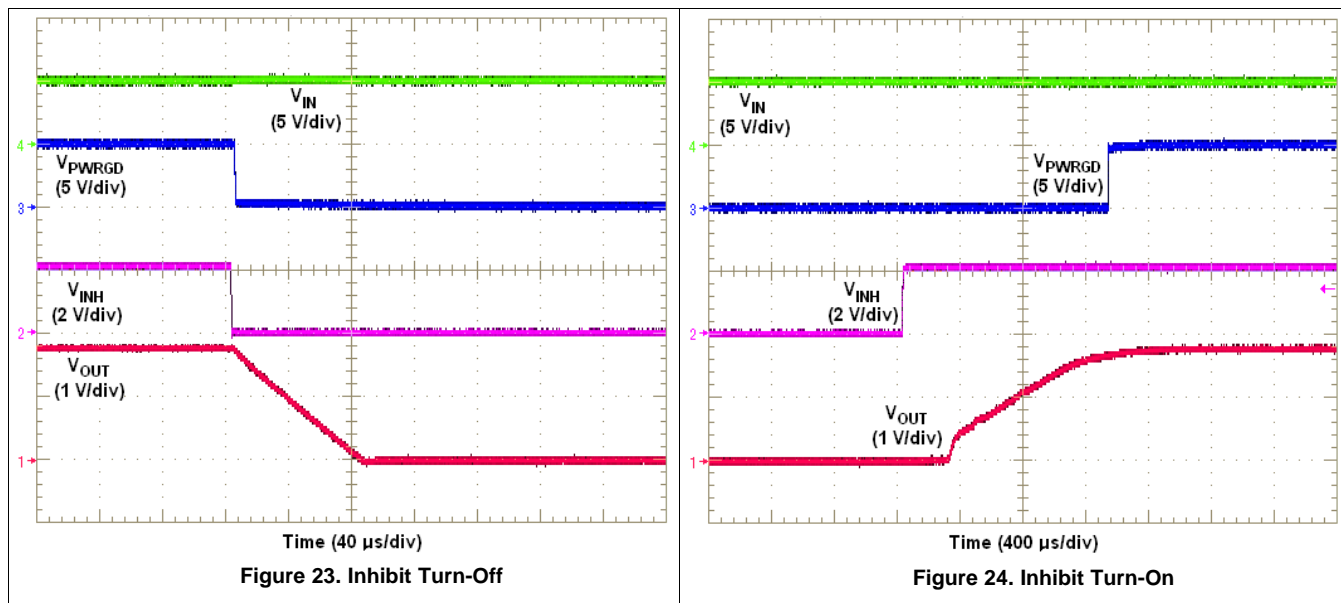 V_IN
(5 V/div)
4
V_PWRGD
(5 V/div)
3
V_INH
(2 V/div)
2
V_OUT
(1 V/div)
1
Time (40 µs/div)
Figure 23. Inhibit Turn-Off
V_IN
(5 V/div)
4
V_PWRGD
(5 V/div)
3
V_INH
(2 V/div)
2
V_OUT
(1 V/div)
1
Time (400 µs/div)
Figure 24. Inhibit Turn-On